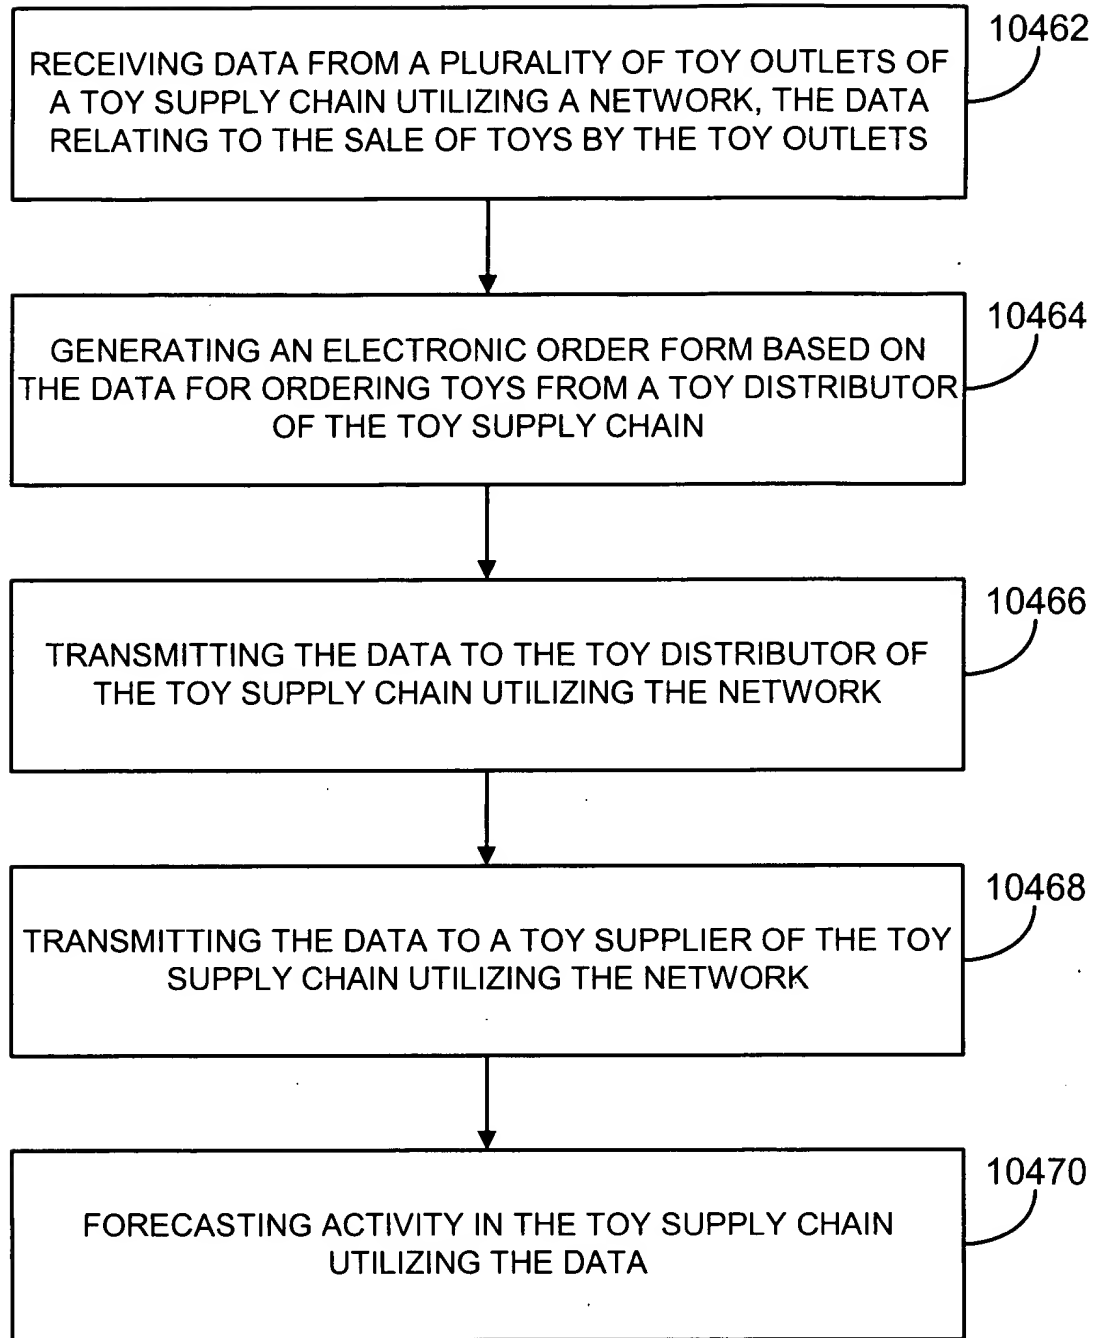 10462
RECEIVING DATA FROM A PLURALITY OF TOY OUTLETS OF
A TOY SUPPLY CHAIN UTILIZING A NETWORK, THE DATA
RELATING TO THE SALE OF TOYS BY THE TOY OUTLETS
10464
GENERATING AN ELECTRONIC ORDER FORM BASED ON
THE DATA FOR ORDERING TOYS FROM A TOY DISTRIBUTOR
OF THE TOY SUPPLY CHAIN
10466
TRANSMITTING THE DATA TO THE TOY DISTRIBUTOR OF
THE TOY SUPPLY CHAIN UTILIZING THE NETWORK
10468
TRANSMITTING THE DATA TO A TOY SUPPLIER OF THE TOY
SUPPLY CHAIN UTILIZING THE NETWORK
10470
FORECASTING ACTIVITY IN THE TOY SUPPLY CHAIN
UTILIZING THE DATA